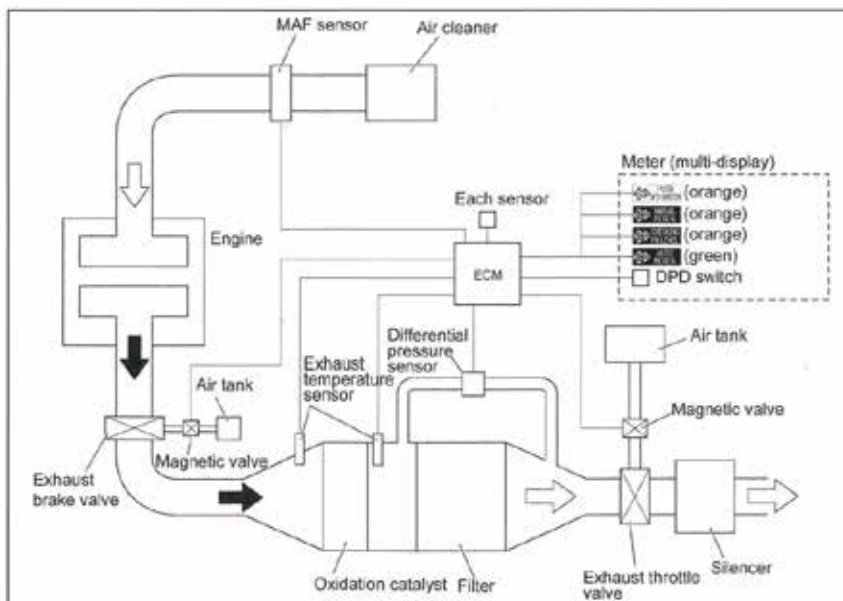 MAF sensor
Air cleaner
Meter (multi-display)
(orange)
(orange)
(orange)
(green)
DPD switch
Each sensor
Engine
ECM
Differential
pressure
sensor
Exhaust
temperature
sensor
Air tank
Air tank
Magnetic valve
Magnetic valve
Exhaust
brake valve
Oxidation catalyst
Filter
Exhaust throttle
valve
Silencer